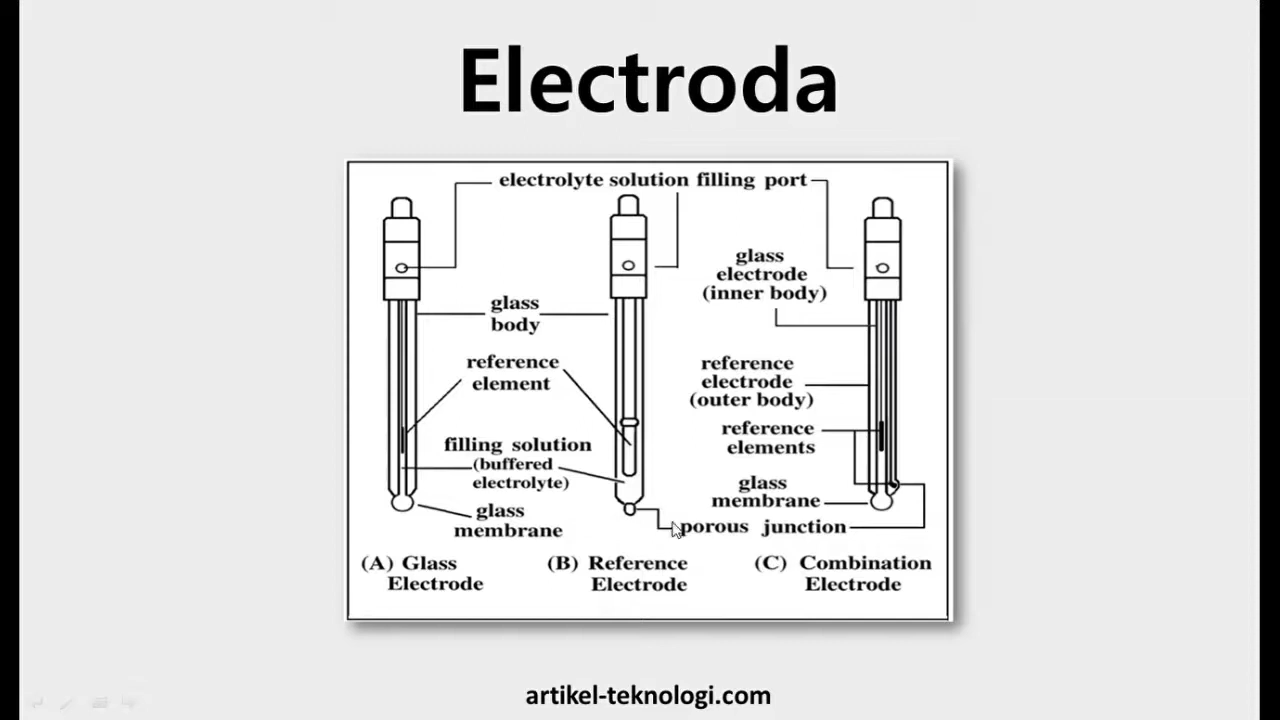 Electroda
electrolyte solution filling port
glass
electrode
(inner body)
glass
body
reference
element
reference
electrode
(outer body)
filling solution
(buffered
electrolyte)
reference
elements
glass
membrane
glass
membrane
porous junction
(A) Glass
Electrode
(B) Reference
Electrode
(C) Combination
Electrode
artikel-teknologi.com